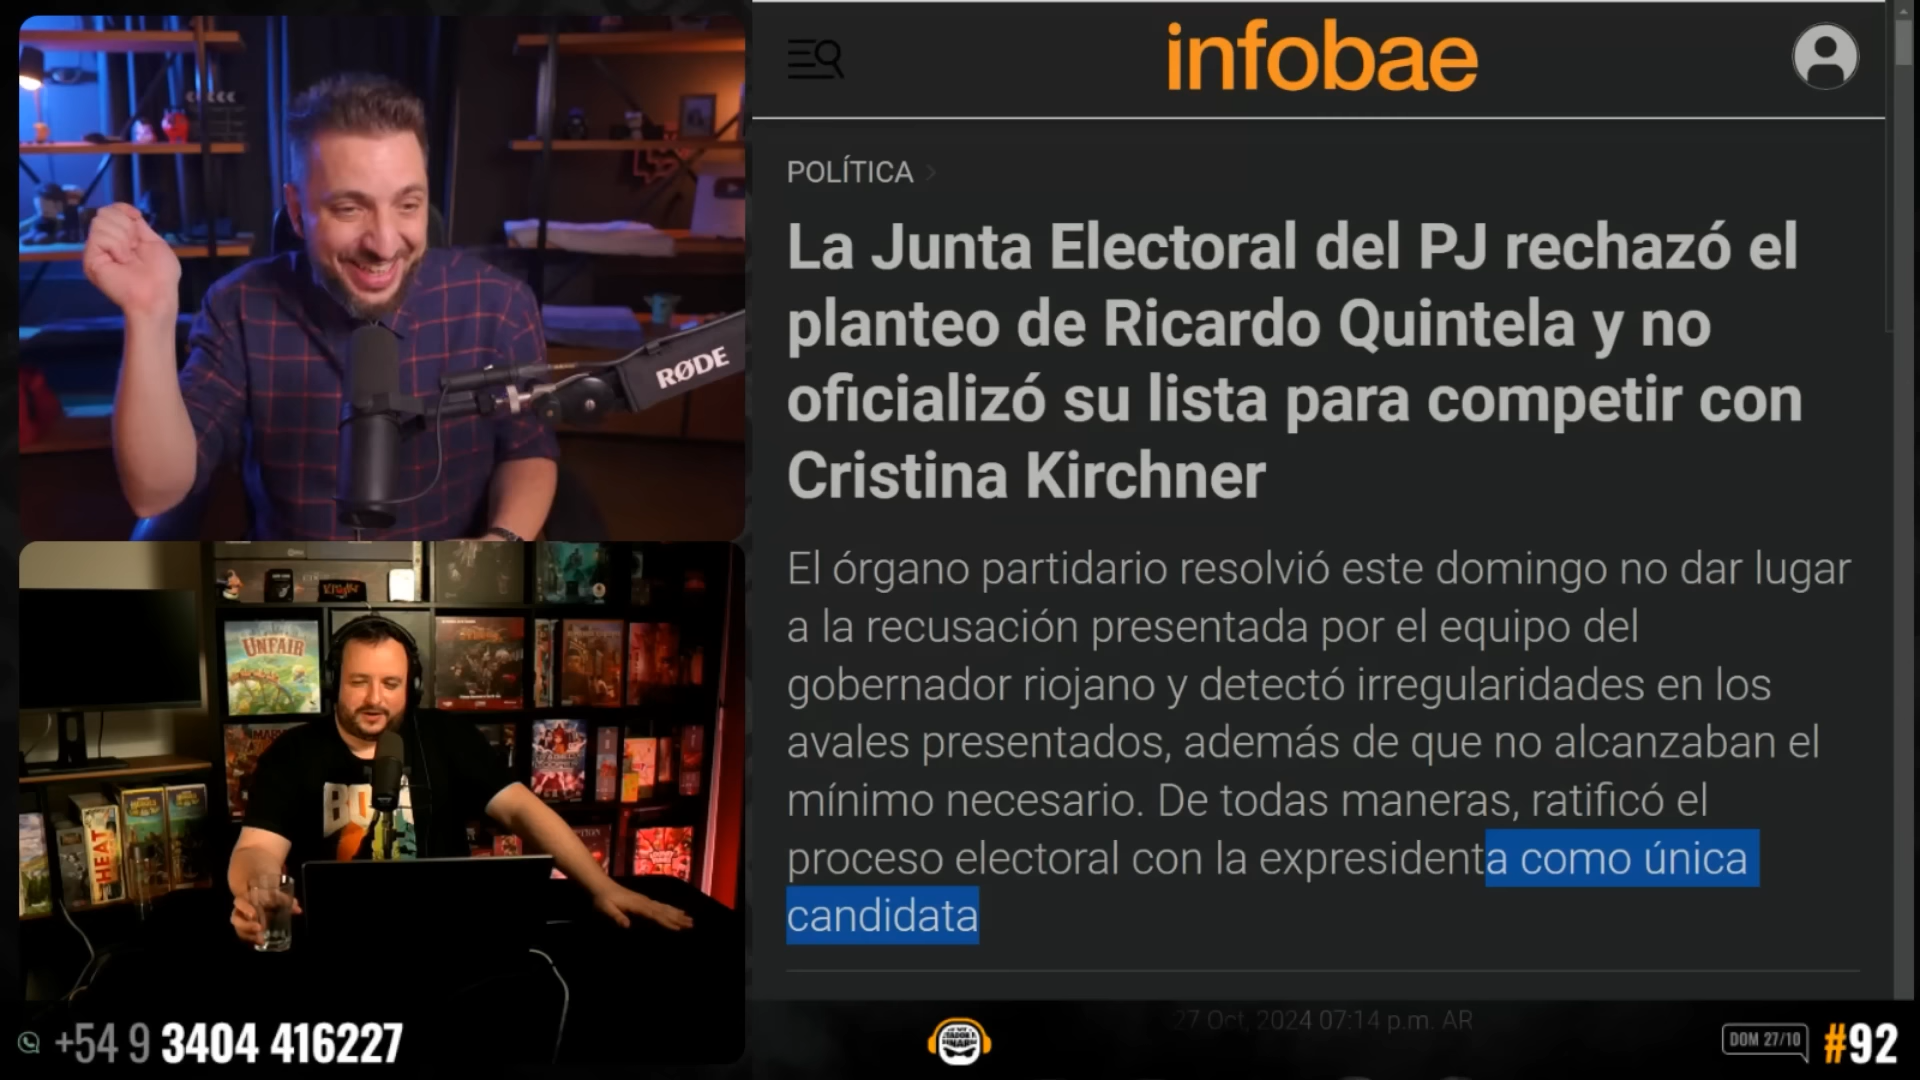 infobae
POLÍTICA
La Junta Electoral del PJ rechazó el
planteo de Ricardo Quintela y no
oficializó su lista para competir con
Cristina Kirchner
El órgano partidario resolvió este domingo no dar lugar
a la recusación presentada por el equipo del
gobernador riojano y detectó irregularidades en los
avales presentados, además de que no alcanzaban el
mínimo necesario. De todas maneras, ratificó el
proceso electoral con la expresidenta como única
candidata
27 Oct, 2024 07:14 p.m. AR
RØDE
UNFAIR
HEAT
+54 9 3404 416227
DOM 27/10
#92